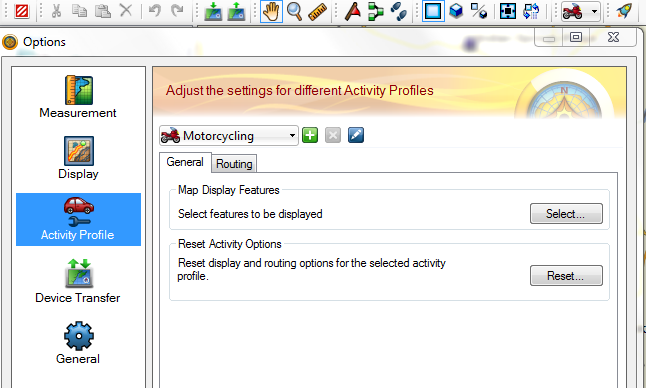 Options
Measurement
Display
Activity Profile
Device Transfer
General
Adjust the settings for different Activity Profiles
N
Motorcycling
General
Routing
Map Display Features
Select features to be displayed
Select...
Reset Activity Options
Reset display and routing options for the selected activity
profile.
Reset...